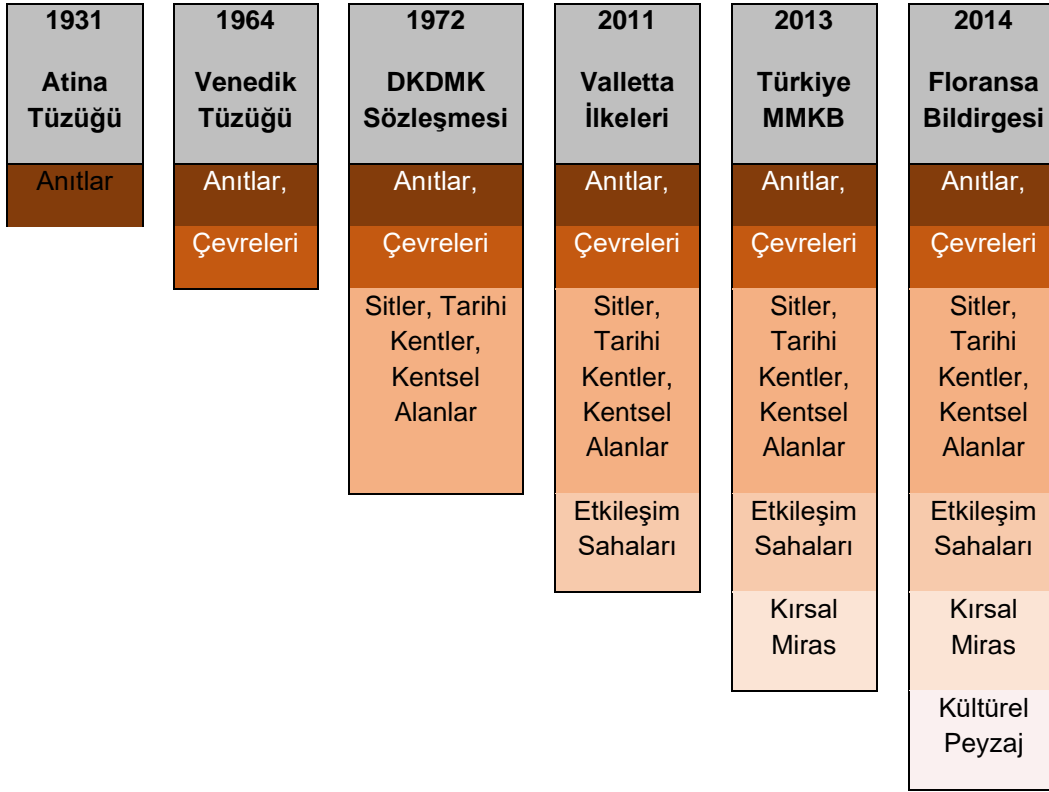 1931
Atina
Tüzüğü
Anıtlar
1964
Venedik
Tüzüğü
Anıtlar,
Çevreleri
1972
DKDMK
Sözleşmesi
Anıtlar,
Çevreleri
Sitler, Tarihi
Kentler,
Kentsel
Alanlar
2011
Valletta
İlkeleri
Anıtlar,
Çevreleri
Sitler,
Tarihi
Kentler,
Kentsel
Alanlar
Etkileşim
Sahaları
2013
Türkiye
MMKB
Anıtlar,
Çevreleri
Sitler,
Tarihi
Kentler,
Kentsel
Alanlar
Etkileşim
Sahaları
Kırsal
Miras
2014
Floransa
Bildirgesi
Anıtlar,
Çevreleri
Sitler,
Tarihi
Kentler,
Kentsel
Alanlar
Etkileşim
Sahaları
Kırsal
Miras
Kültürel
Peyzaj